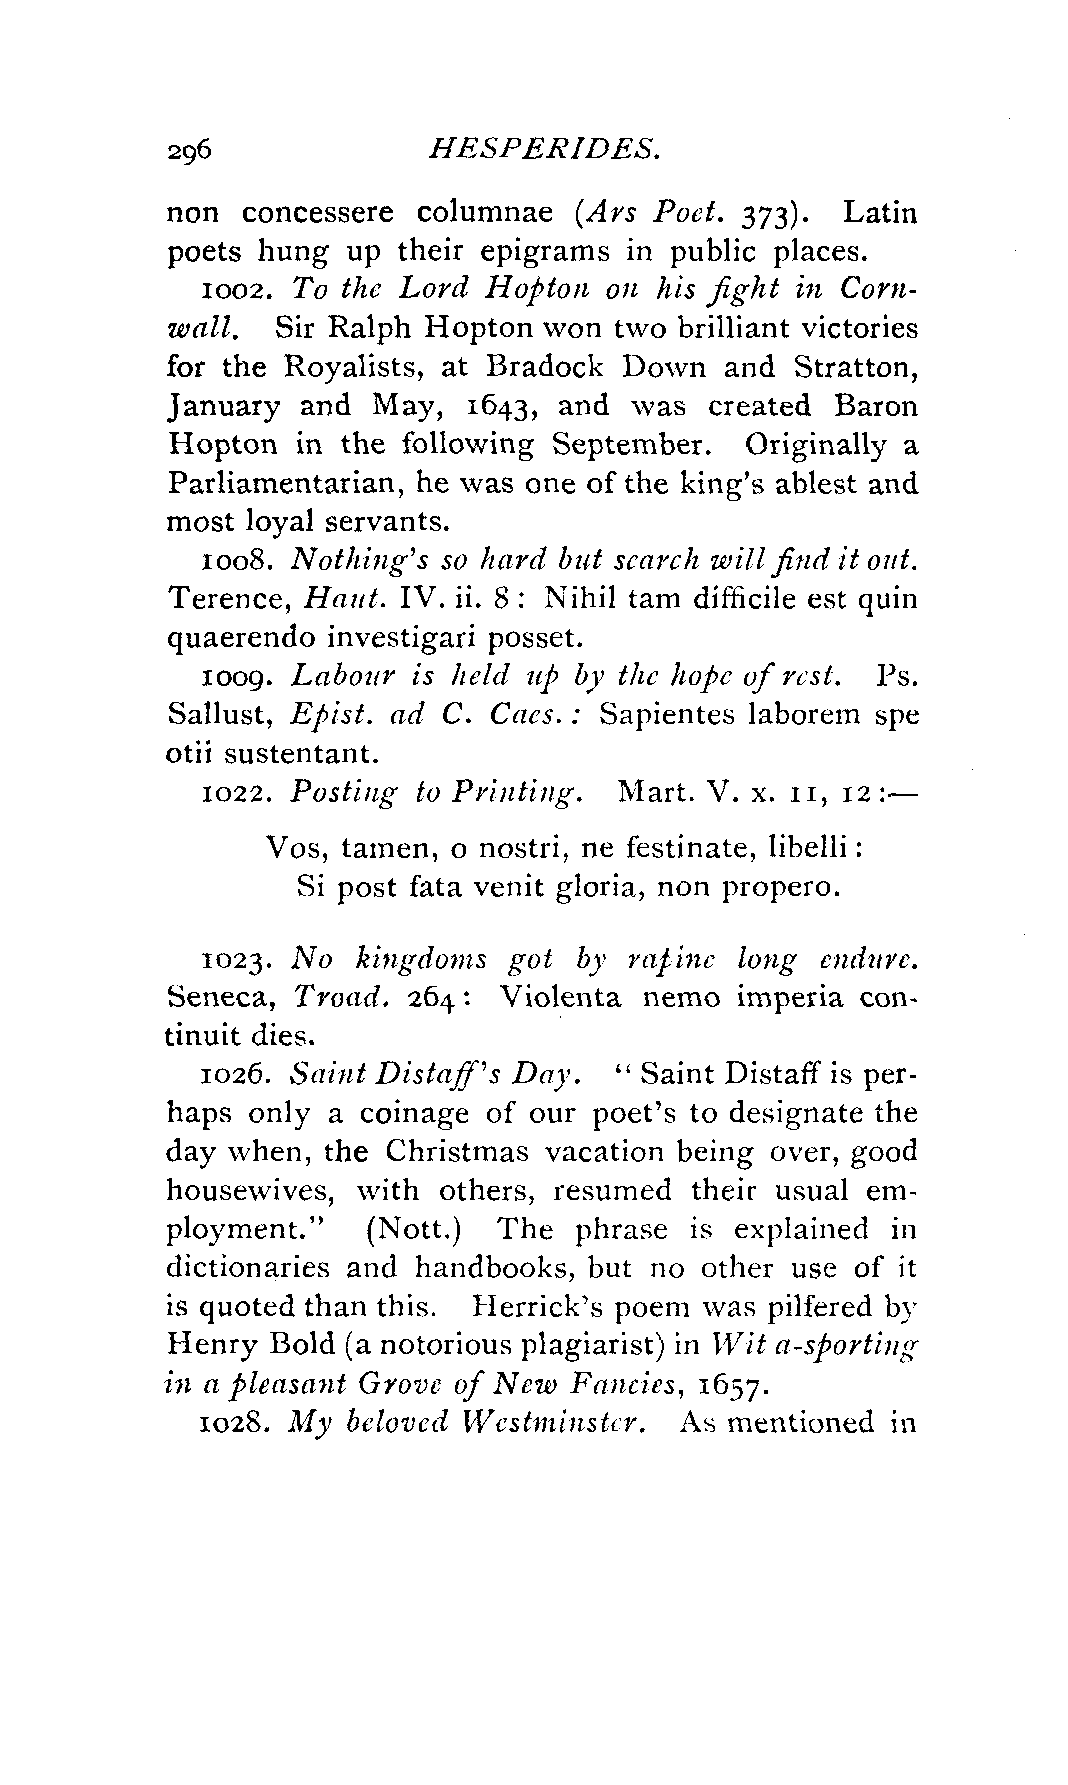 296 HESPERIDES.
non concessere columnae (Ars Poet. 373). Latin
poets hung up their epigrams in public places.
1002. To the Lord Hopton on his fight in Corn-
wall. Sir Ralph Hopton won two brilliant victories
for the Royalists, at Bradock Down and Stratton,
January and May, 1643, and was created Baron
Hopton in the following September. Originally a
Parliamentarian, he was one of the king's ablest and
most loyal servants.
1008. Nothing's so hard but search will find it out.
Terence, Haut. IV. ii. 8 : Nihil tam difficile est quin
quaerendo investigari posset.
1009. Labour is held up by the hope of rest. Ps.
Sallust, Epist. ad C. Caes. : Sapientes laborem spe
otii sustentant.
1022. Posting to Printing. Mart. V. x. 11, 12 :—
Vos, tamen, o nostri, ne festinate, libelli :
Si post fata venit gloria, non propero.
1023. No kingdoms got by rapine long endure.
Seneca, Troad. 264 : Violenta nemo imperia con-
tinuit dies.
1026. Saint Distaff's Day. " Saint Distaff is per-
haps only a coinage of our poet's to designate the
day when, the Christmas vacation being over, good
housewives, with others, resumed their usual em-
ployment." (Nott.) The phrase is explained in
dictionaries and handbooks, but no other use of it
is quoted than this. Herrick's poem was pilfered by
Henry Bold (a notorious plagiarist) in Wit a-sporting
in a pleasant Grove of New Fancies, 1657.
1028. My beloved Westminster. As mentioned in